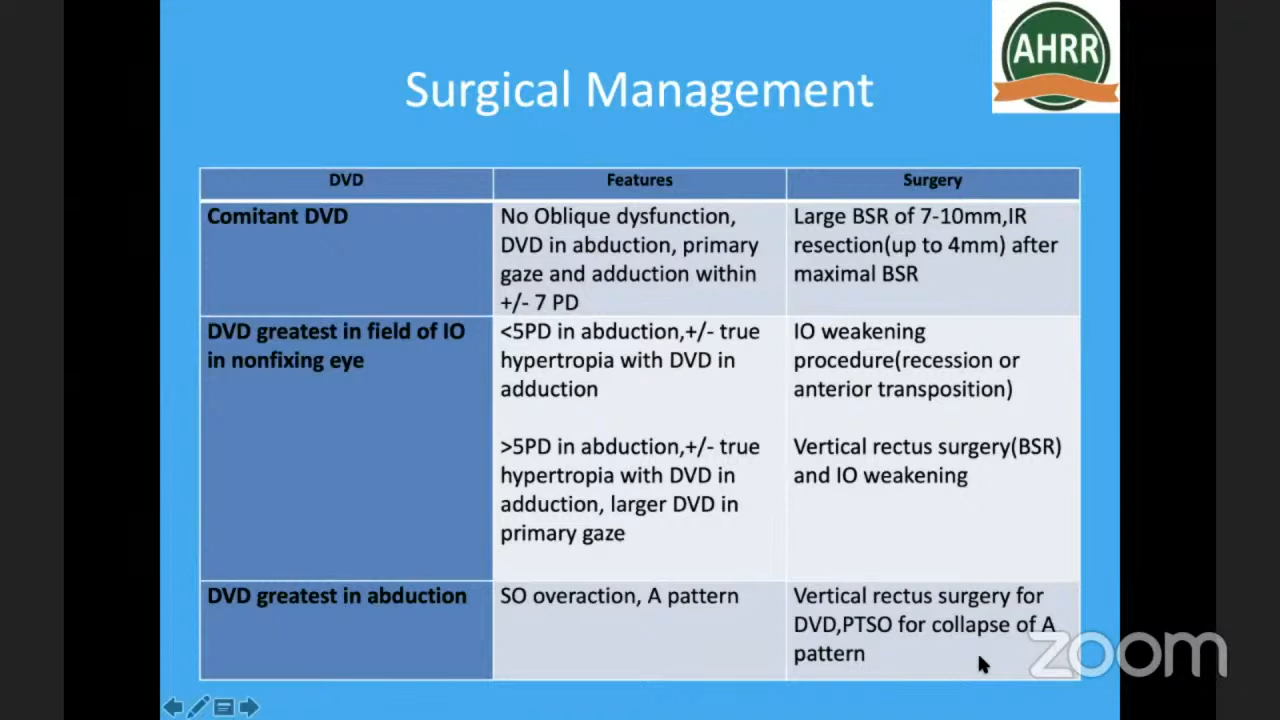 AHRR
Surgical Management
DVD
Features
Surgery
Comitant DVD
No Oblique dysfunction,
DVD in abduction, primary
gaze and adduction within
+/- 7 PD
Large BSR of 7-10mm,IR
resection(up to 4mm) after
maximal BSR
DVD greatest in field of IO
in nonfixing eye
<5PD in abduction,+/- true
hypertropia with DVD in
adduction
IO weakening
procedure(recession or
anterior transposition)
>5PD in abduction,+/- true
hypertropia with DVD in
adduction, larger DVD in
primary gaze
Vertical rectus surgery(BSR)
and IO weakening
DVD greatest in abduction
SO overaction, A pattern
Vertical rectus surgery for
DVD,PTSO for collapse of A
pattern
zoom